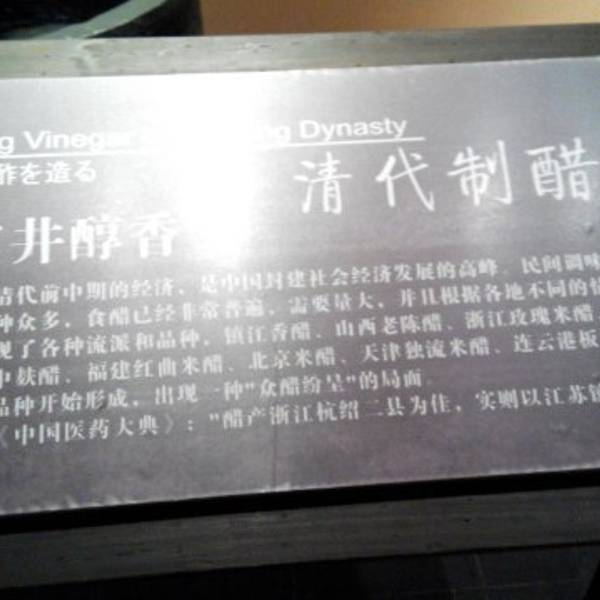 g Vinegar ng Dynasty
酢を造る
清代制醋
井醇香
清代前中期的经济，是中国封建社会经济发展的高峰。民间调味
种众多，食醋已经非常普遍，需要量大，并且根据各地不同的
现了各种流派和品种，镇江香醋、山西老陈醋、浙江玫瑰米醋、
中麸醋、福建红曲米醋、北京米醋、天津独流米醋、连云港板
品种开始形成，出现一种"众醋纷呈"的局面。
《中国医药大典》："醋产浙江杭绍二县为佳，实则以江苏镇